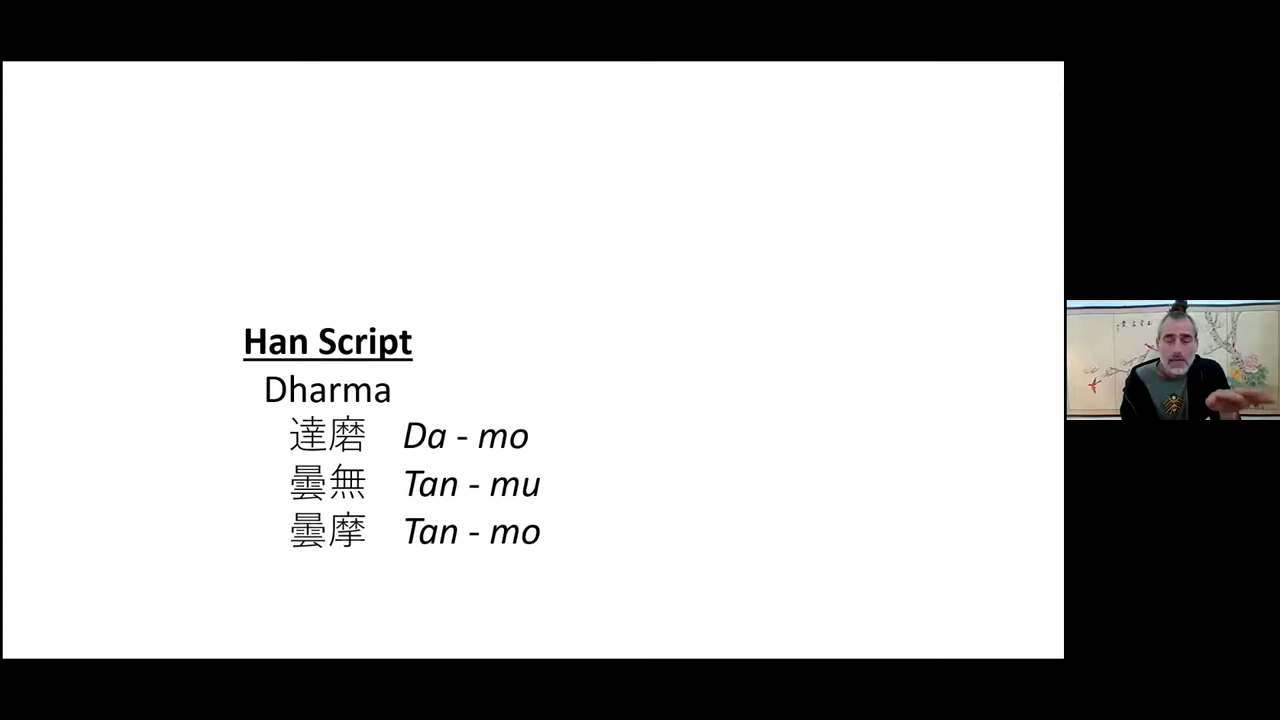 Han Script
Dharma
達磨 Da - mo
曇無 Tan - mu
曇摩 Tan - mo